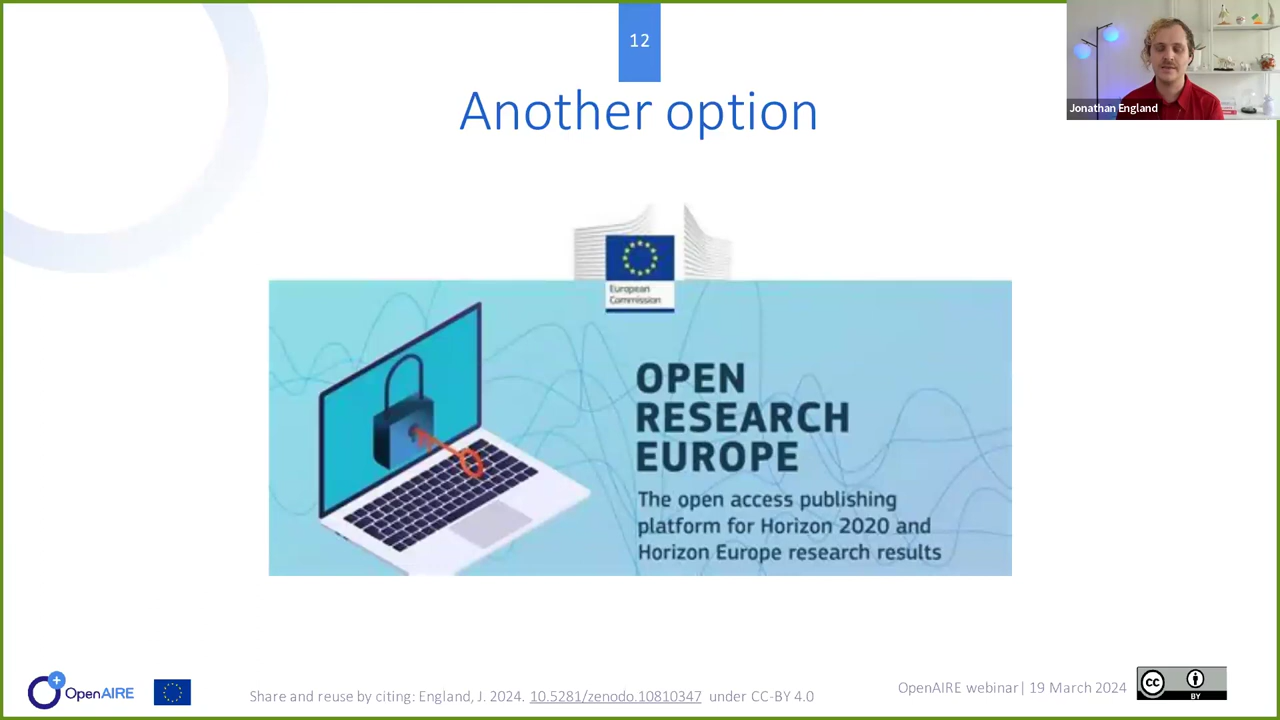 12
Another option
Jonathan England
European
Commission
OPEN
RESEARCH
EUROPE
The open access publishing
platform for Horizon 2020 and
Horizon Europe research results
OpenAIRE
Share and reuse by citing: England, J. 2024. 10.5281/zenodo.10810347 under CC-BY 4.0
OpenAIRE webinar| 19 March 2024
cc
BY